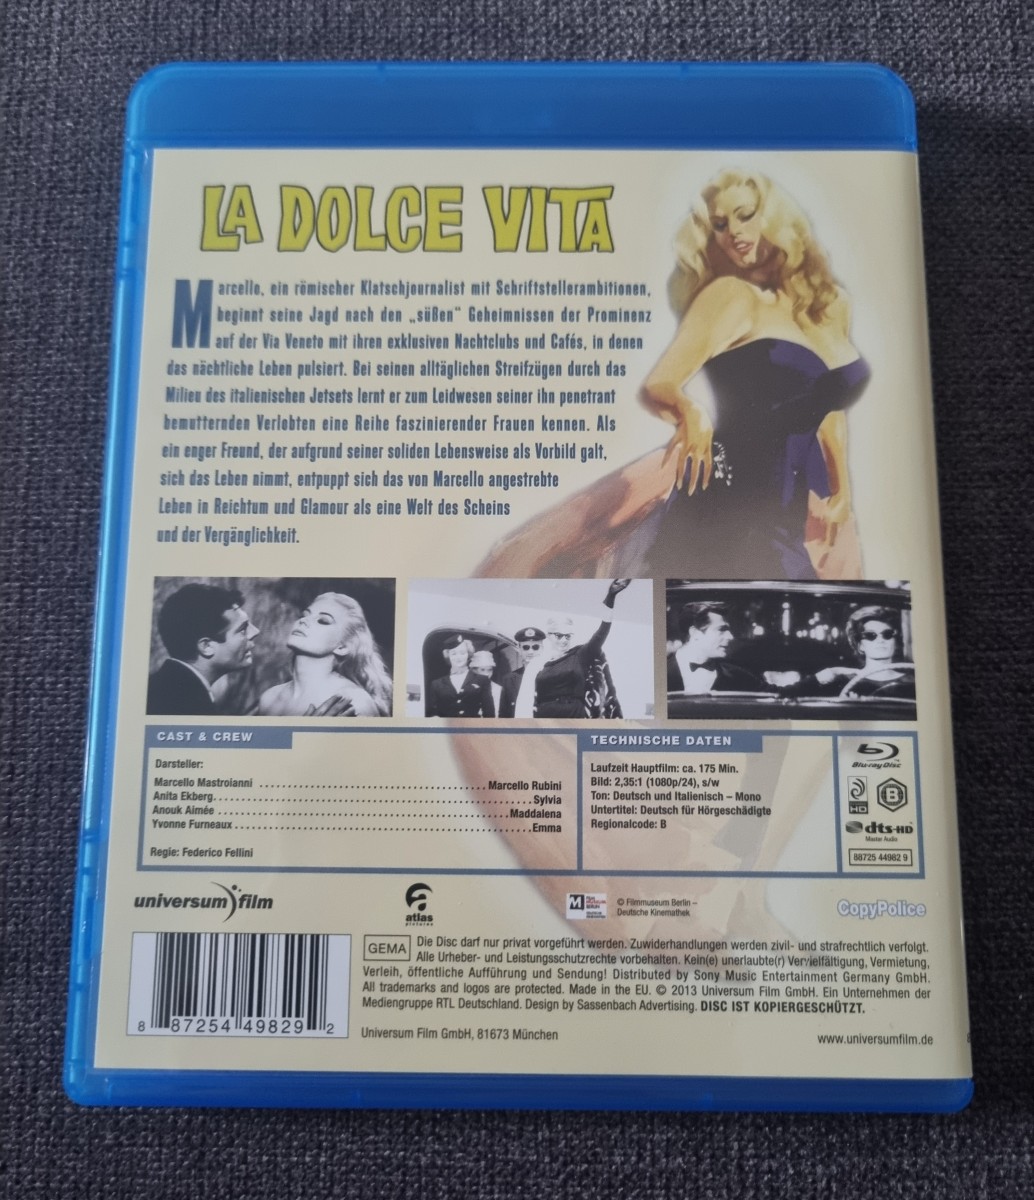 LA DOLCE VITA
Marcello, ein römischer Klatschjournalist mit Schriftstellerambitionen,
beginnt seine Jagd nach den „süßen“ Geheimnissen der Prominenz
auf der Via Veneto mit ihren exklusiven Nachtclubs und Cafés, in denen
das nächtliche Leben pulsiert. Bei seinen alltäglichen Streifzügen durch das
Milieu des italienischen Jetsets lernt er zum Leidwesen seiner ihn penetrant
bemutternden Verlobten eine Reihe faszinierender Frauen kennen. Als
ein enger Freund, der aufgrund seiner soliden Lebensweise als Vorbild galt,
sich das Leben nimmt, entpuppt sich das von Marcello angestrebte
Leben in Reichtum und Glamour als eine Welt des Scheins
und der Vergänglichkeit.
CAST & CREW
Darsteller:
Marcello Mastroianni ........ Marcello Rubini
Anita Ekberg ........ Sylvia
Anouk Aimée ........ Maddalena
Yvonne Furneaux ........ Emma
Regie: Federico Fellini
TECHNISCHE DATEN
Laufzeit Hauptfilm: ca. 175 Min.
Bild: 2,35:1 (1080p/24), s/w
Ton: Deutsch und Italienisch – Mono
Untertitel: Deutsch für Hörgeschädigte
Regionalcode: B
Blu-ray Disc
HD
B
dts-HD
Master Audio
88725 44982 9
universum film
atlas
pictures
© Filmmuseum Berlin –
Deutsche Kinemathek
CopyPolice
GEMA
Die Disc darf nur privat vorgeführt werden. Zuwiderhandlungen werden zivil- und strafrechtlich verfolgt.
Alle Urheber- und Leistungsschutzrechte vorbehalten. Kein(e) unerlaubte(r) Vervielfältigung, Vermietung,
Verleih, öffentliche Aufführung und Sendung! Distributed by Sony Music Entertainment Germany GmbH.
All trademarks and logos are protected. Made in the EU. © 2013 Universum Film GmbH. Ein Unternehmen der
Mediengruppe RTL Deutschland. Design by Sassenbach Advertising. DISC IST KOPIERGESCHÜTZT.
8 87254 49829 2
Universum Film GmbH, 81673 München
www.universumfilm.de